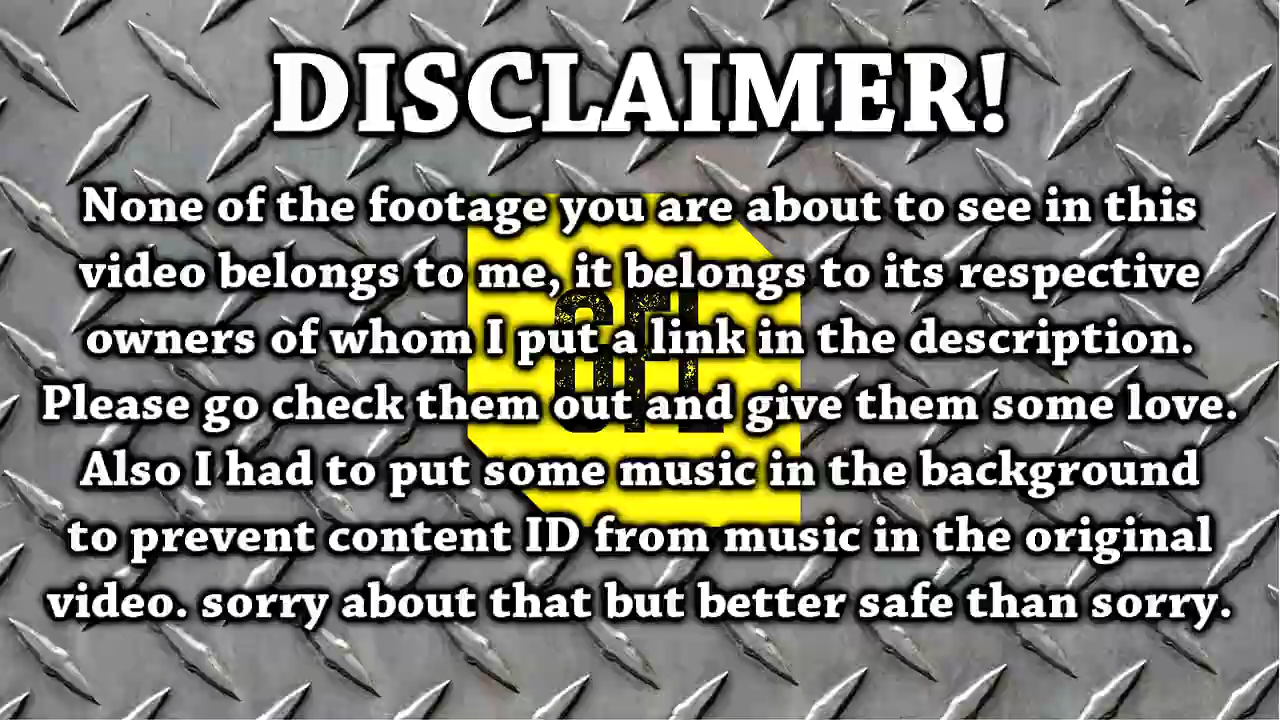 DISCLAIMER!
None of the footage you are about to see in this
video belongs to me, it belongs to its respective
owners of whom I put a link in the description.
Please go check them out and give them some love.
Also I had to put some music in the background
to prevent content ID from music in the original
video. sorry about that but better safe than sorry.